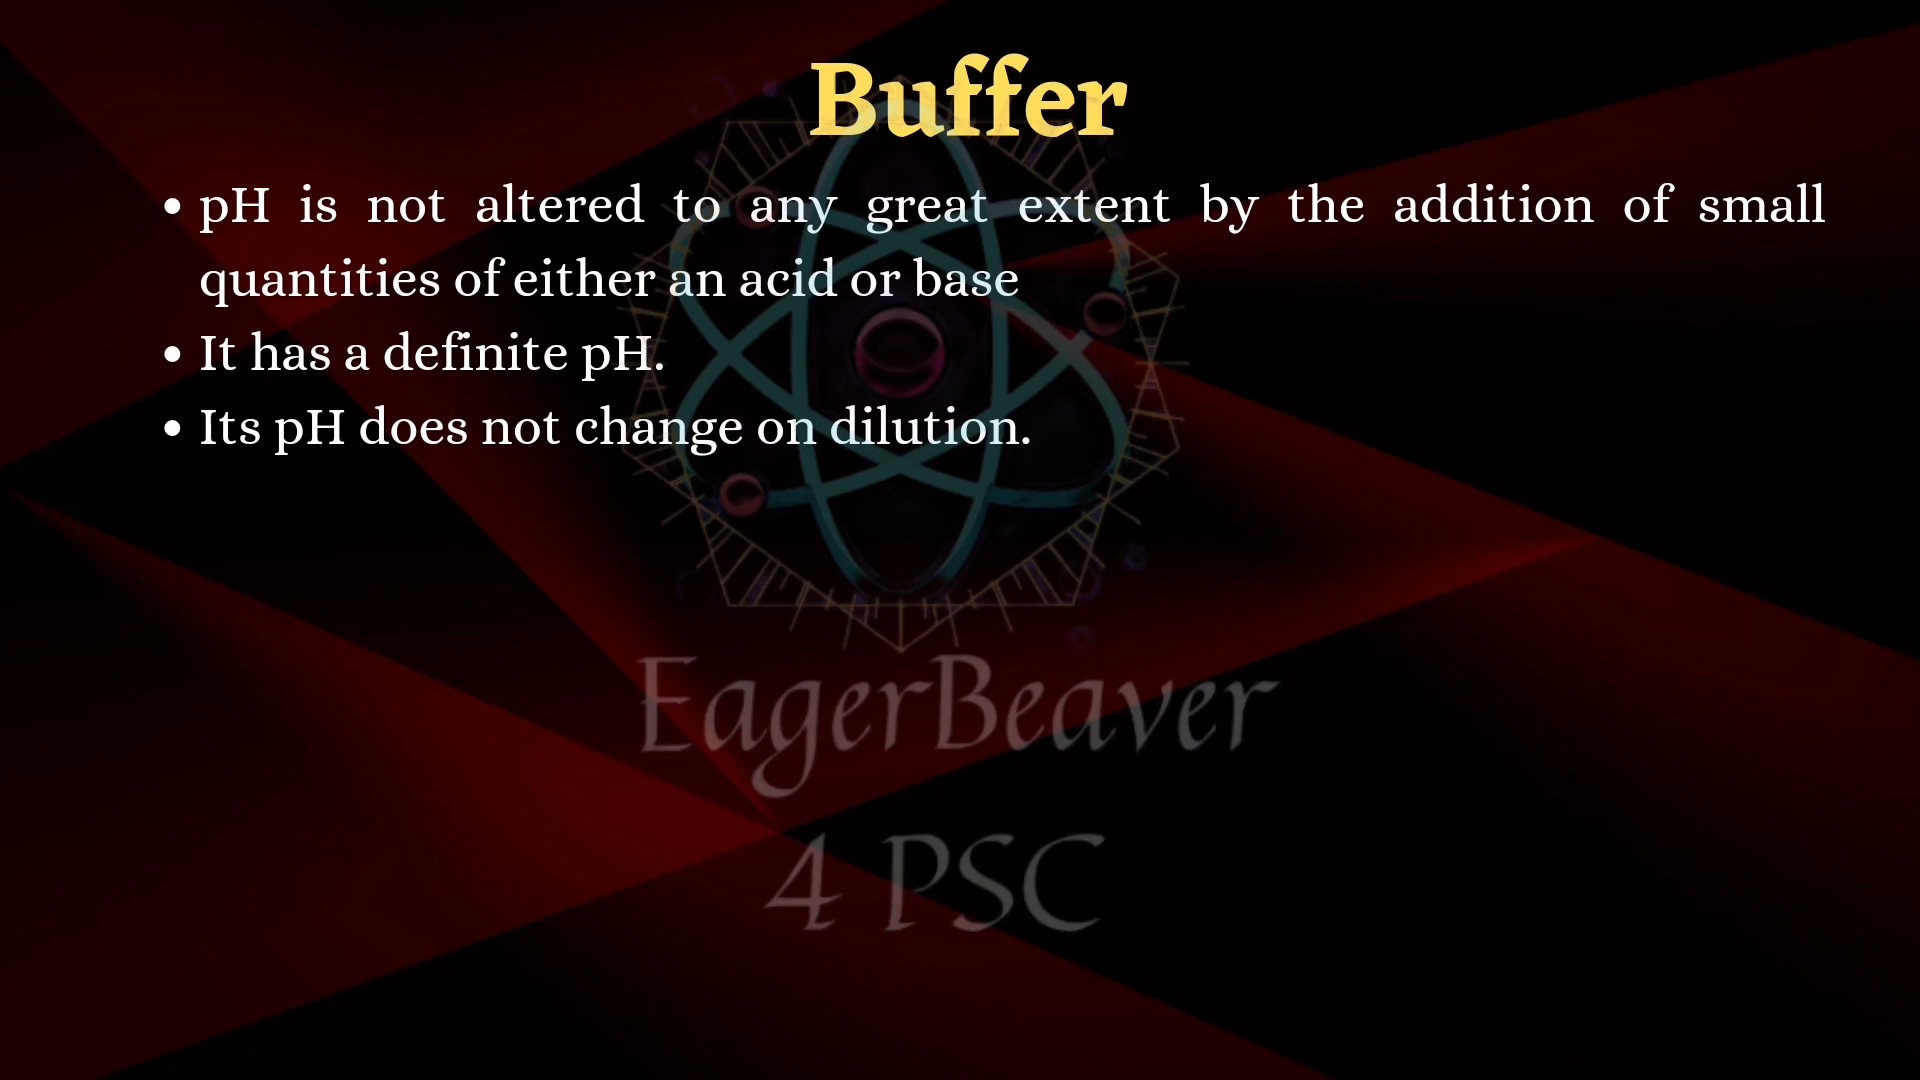 Buffer
• pH is not altered to any great extent by the addition of small
quantities of either an acid or base
• It has a definite pH.
• Its pH does not change on dilution.
EagerBeaver
4 PSC